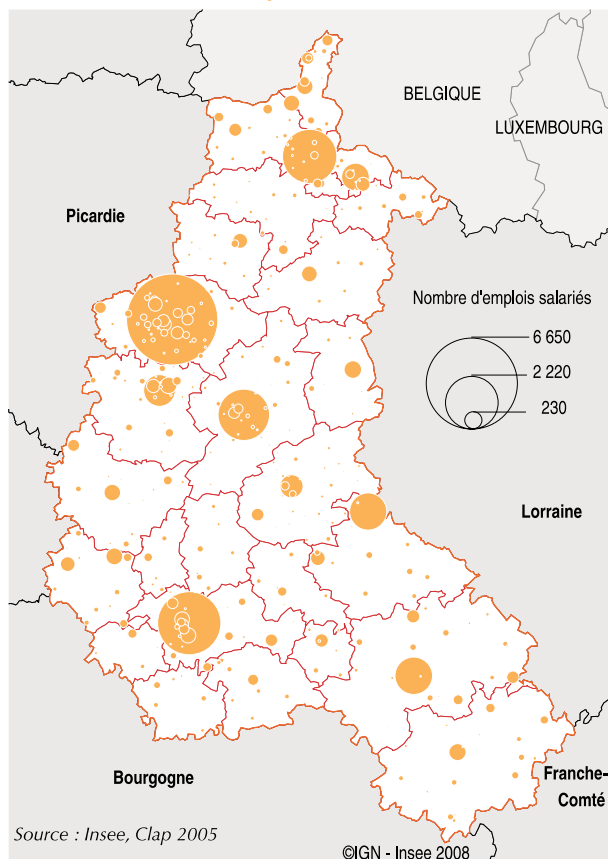 BELGIQUE
LUXEMBOURG
Picardie
Nombre d'emplois salariés
6 650
2 220
230
Lorraine
Bourgogne
Franche-
Comté
Source : Insee, Clap 2005
©IGN - Insee 2008